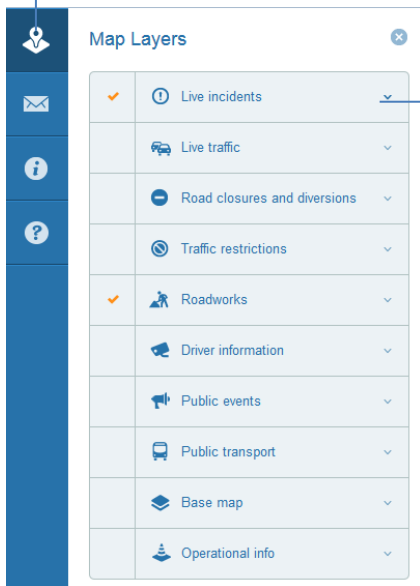 Map Layers
Live incidents
Live traffic
Road closures and diversions
Traffic restrictions
Roadworks
Driver information
Public events
Public transport
Base map
Operational info